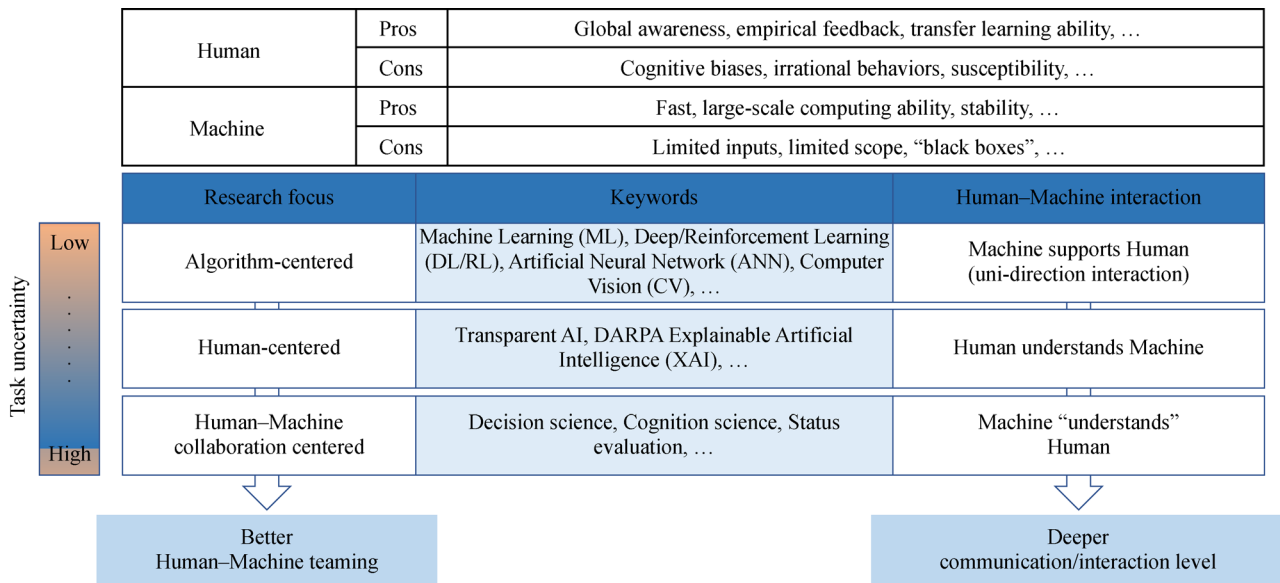 Human
Pros
Global awareness, empirical feedback, transfer learning ability, …
Cons
Cognitive biases, irrational behaviors, susceptibility, …
Machine
Pros
Fast, large-scale computing ability, stability, …
Cons
Limited inputs, limited scope, “black boxes”, …
Research focus
Keywords
Human–Machine interaction
Task uncertainty
Low
High
Algorithm-centered
Machine Learning (ML), Deep/Reinforcement Learning
(DL/RL), Artificial Neural Network (ANN), Computer
Vision (CV), …
Machine supports Human
(uni-direction interaction)
Human-centered
Transparent AI, DARPA Explainable Artificial
Intelligence (XAI), …
Human understands Machine
Human–Machine
collaboration centered
Decision science, Cognition science, Status
evaluation, …
Machine “understands”
Human
Better
Human–Machine teaming
Deeper
communication/interaction level